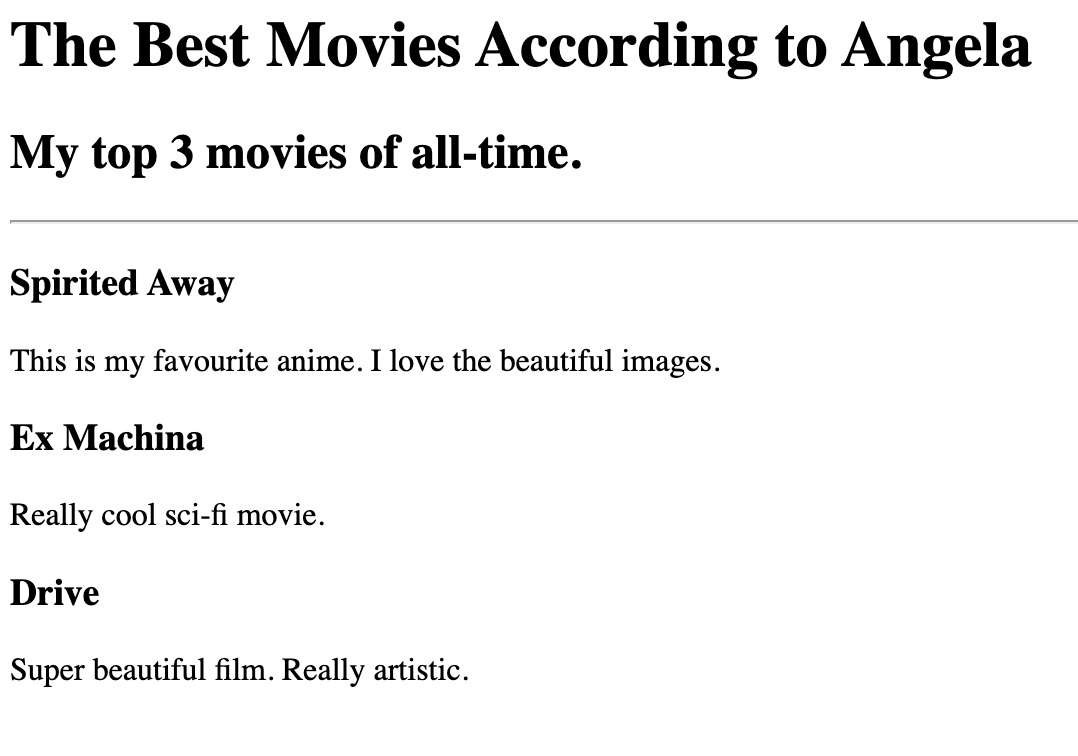 The Best Movies According to Angela
My top 3 movies of all-time.
Spirited Away
This is my favourite anime. I love the beautiful images.
Ex Machina
Really cool sci-fi movie.
Drive
Super beautiful film. Really artistic.